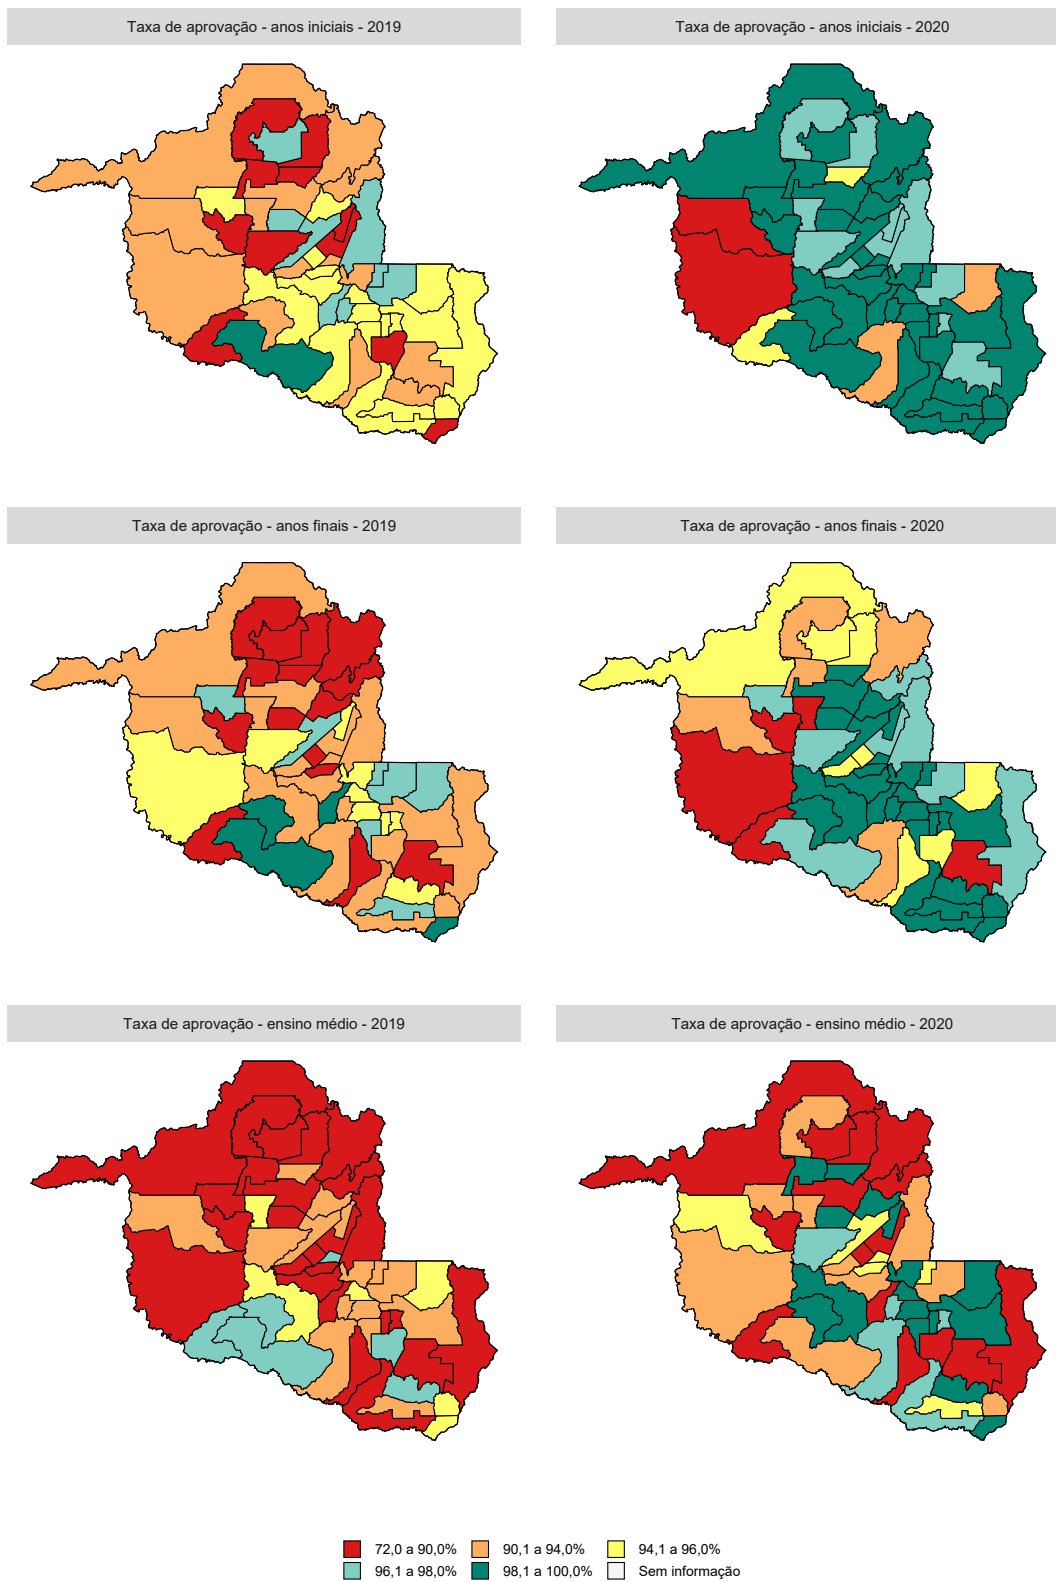 Taxa de aprovação - anos iniciais - 2019
Taxa de aprovação - anos iniciais - 2020
Taxa de aprovação - anos finais - 2019
Taxa de aprovação - anos finais - 2020
Taxa de aprovação - ensino médio - 2019
Taxa de aprovação - ensino médio - 2020
72,0 a 90,0% 90,1 a 94,0% 94,1 a 96,0%
96,1 a 98,0% 98,1 a 100,0% Sem informação